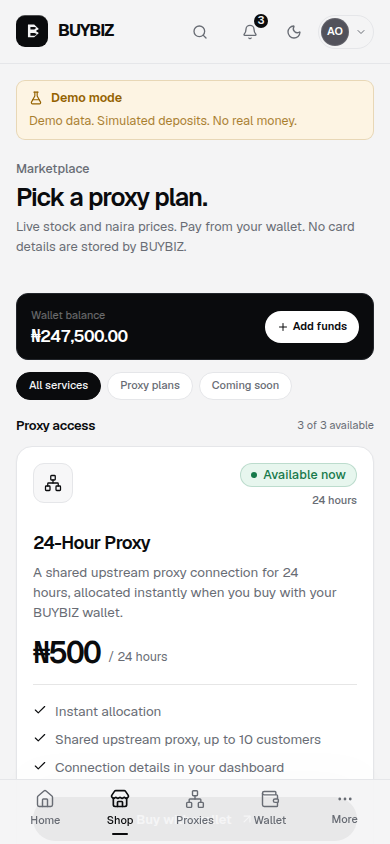 BUYBIZ
3
AO
Demo mode
Demo data. Simulated deposits. No real money.
Marketplace
Pick a proxy plan.
Live stock and naira prices. Pay from your wallet. No card
details are stored by BUYBIZ.
Wallet balance
₦247,500.00
+ Add funds
All services
Proxy plans
Coming soon
Proxy access
3 of 3 available
Available now
24 hours
24-Hour Proxy
A shared upstream proxy connection for 24
hours, allocated instantly when you buy with your
BUYBIZ wallet.
₦500 / 24 hours
Instant allocation
Shared upstream proxy, up to 10 customers
Connection details in your dashboard
Home
Shop
Proxies
Wallet
More